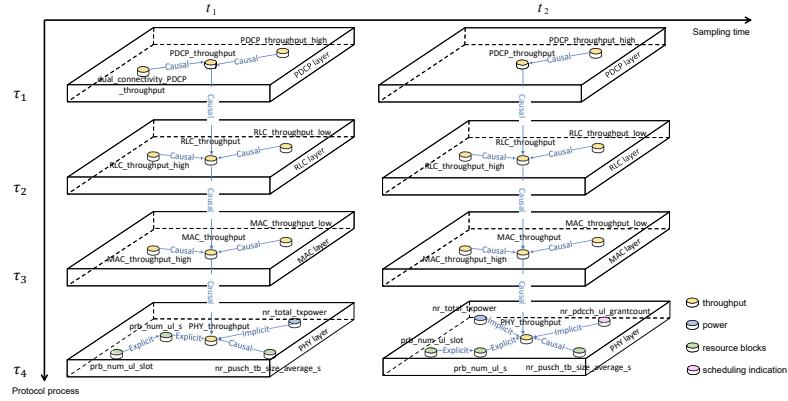 t1
t2
Sampling time
PDCP_throughput_high
PDCP_throughput
Causal
Causal
dual_connectivity_PDCP
_throughput
PDCP layer
PDCP_throughput_high
PDCP_throughput
Causal
PDCP layer
τ1
Causal
Causal
RLC_throughput_low
RLC_throughput
Causal
Causal
RLC_throughput_high
RLC layer
RLC_throughput_low
RLC_throughput
Causal
Causal
RLC_throughput_high
RLC layer
τ2
Causal
Causal
MAC_throughput_low
MAC_throughput
Causal
Causal
MAC_throughput_high
MAC layer
MAC_throughput_low
MAC_throughput
Causal
Causal
MAC_throughput_high
MAC layer
τ3
Causal
Causal
nr_total_txpower
prb_num_ul_s
PHY_throughput
Implicit
Explicit
Explicit
Causal
prb_num_ul_slot
nr_pusch_tb_size_average_s
PHY layer
nr_total_txpower
nr_pdcch_ul_grantcount
PHY_throughput
Implicit
Implicit
prb_num_ul_slot
Explicit
Explicit
Causal
prb_num_ul_s
nr_pusch_tb_size_average_s
PHY layer
τ4
Protocol process
throughput
power
resource blocks
scheduling indication